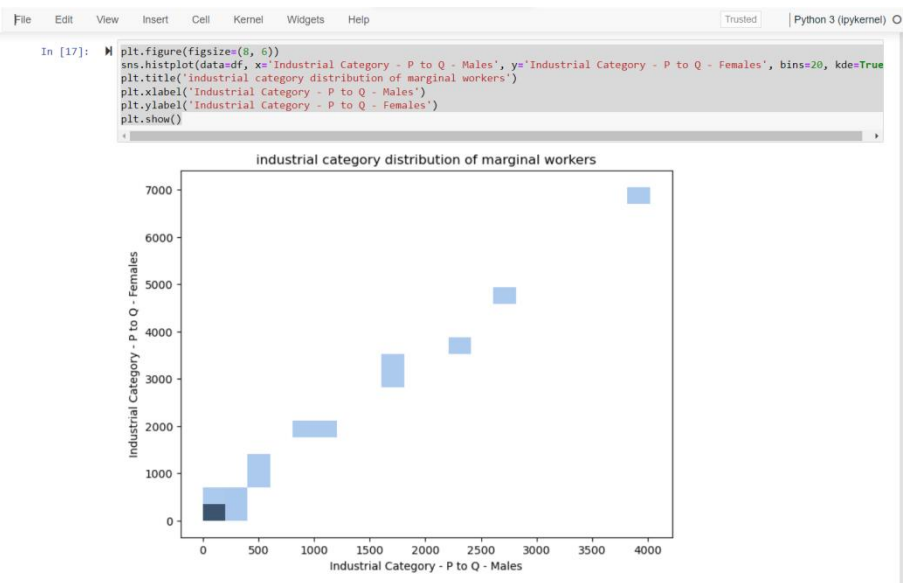 File Edit View Insert Cell Kernel Widgets Help Trusted Python 3 (ipykernel)
In [17]: plt.figure(figsize=(8, 6))
sns.histplot(data=df, x='Industrial Category - P to Q - Males', y='Industrial Category - P to Q - Females', bins=20, kde=True
plt.title('industrial category distribution of marginal workers')
plt.xlabel('Industrial Category - P to Q - Males')
plt.ylabel('Industrial Category - P to Q - Females')
plt.show()
industrial category distribution of marginal workers
Industrial Category - P to Q - Females
7000
6000
5000
4000
3000
2000
1000
0
0 500 1000 1500 2000 2500 3000 3500 4000
Industrial Category - P to Q - Males